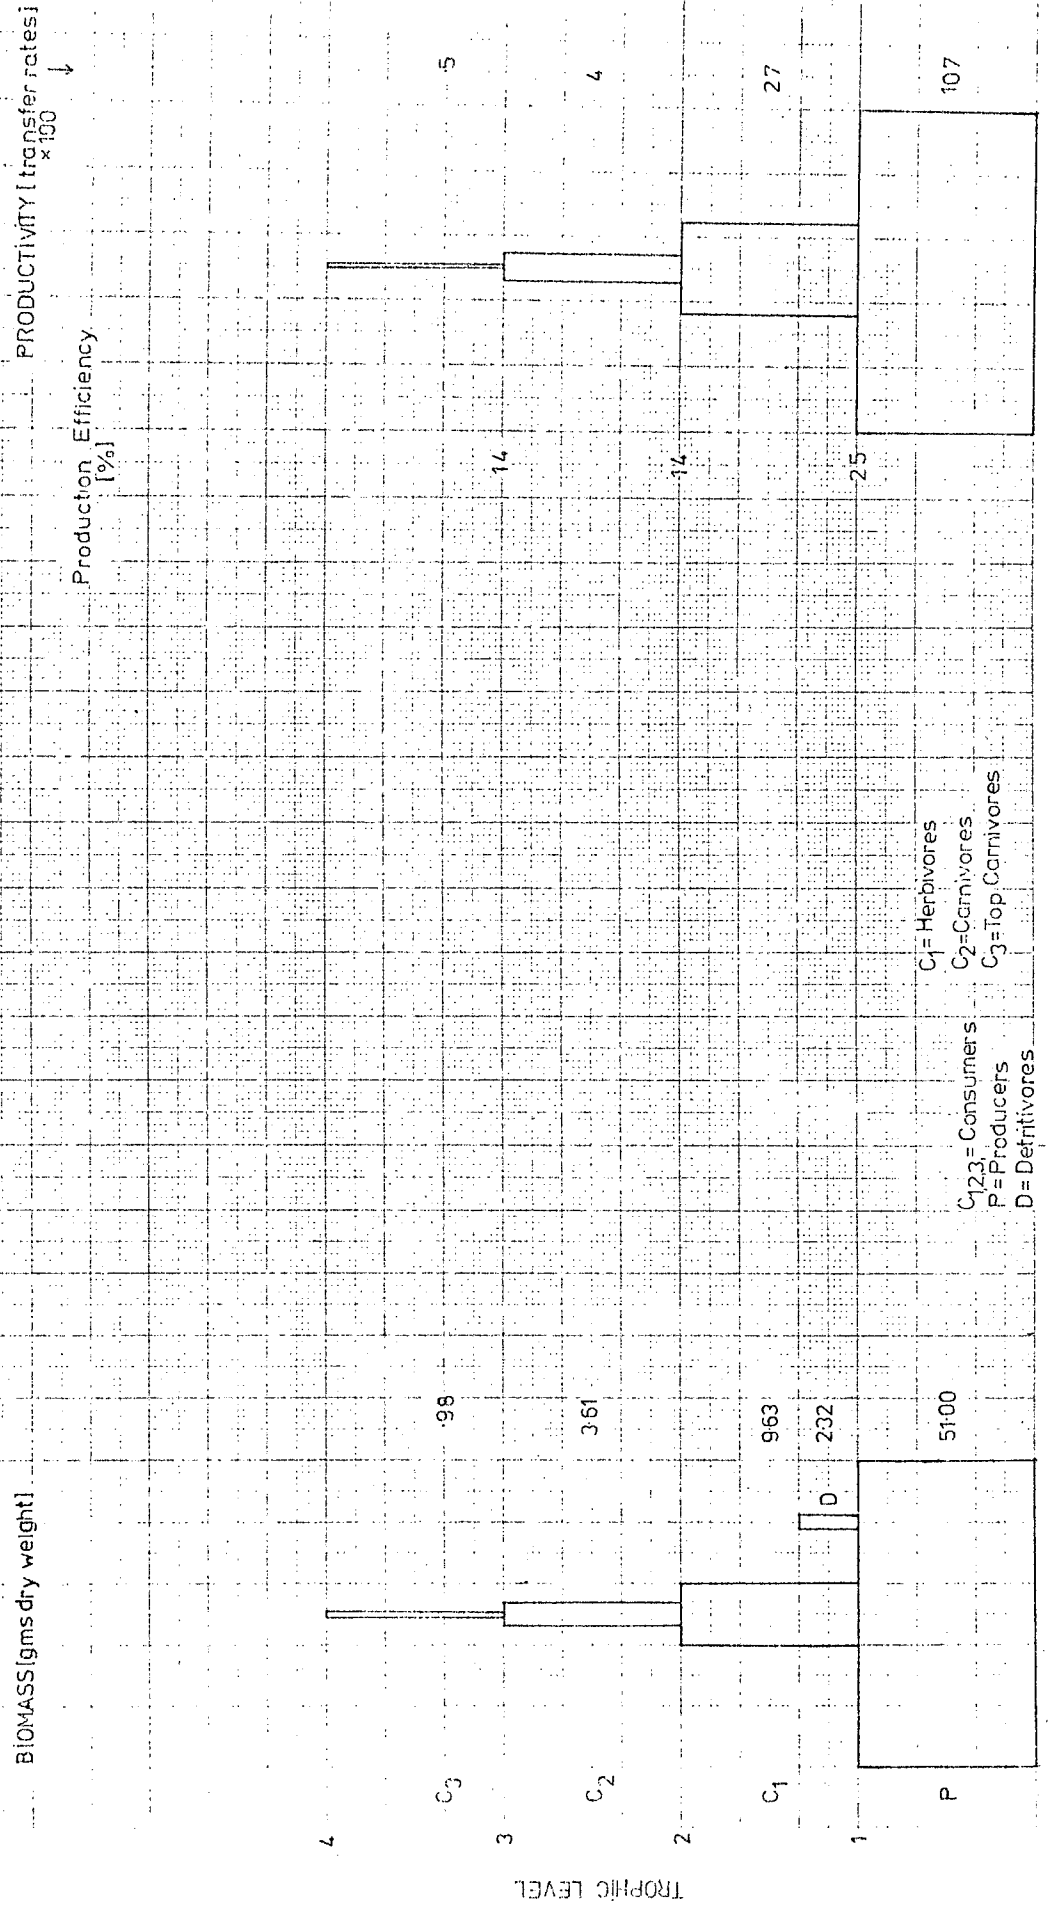 BIOMASS [gms dry weight]
PRODUCTIVITY [transfer rates]
×100
↓
Production Efficiency
[%]
TROPHIC LEVEL
4
3
2
1
C3
C2
C1
P
·98
3·61
9·63
2·32
D
51·00
14
14
25
·5
4
27
107
C1,2,3, = Consumers
P = Producers
D = Detritivores
C1 = Herbivores
C2 = Carnivores
C3 = Top Carnivores